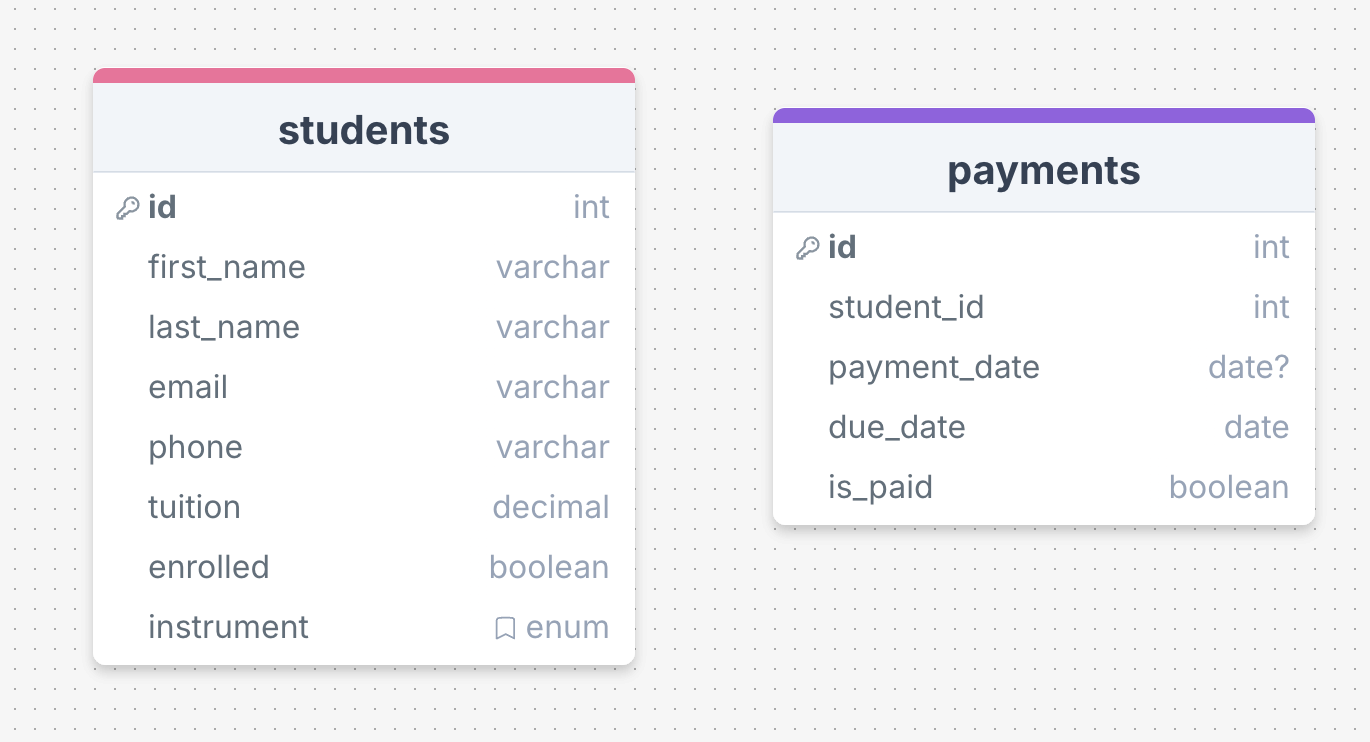 students
id int
first_name varchar
last_name varchar
email varchar
phone varchar
tuition decimal
enrolled boolean
instrument enum
payments
id int
student_id int
payment_date date?
due_date date
is_paid boolean